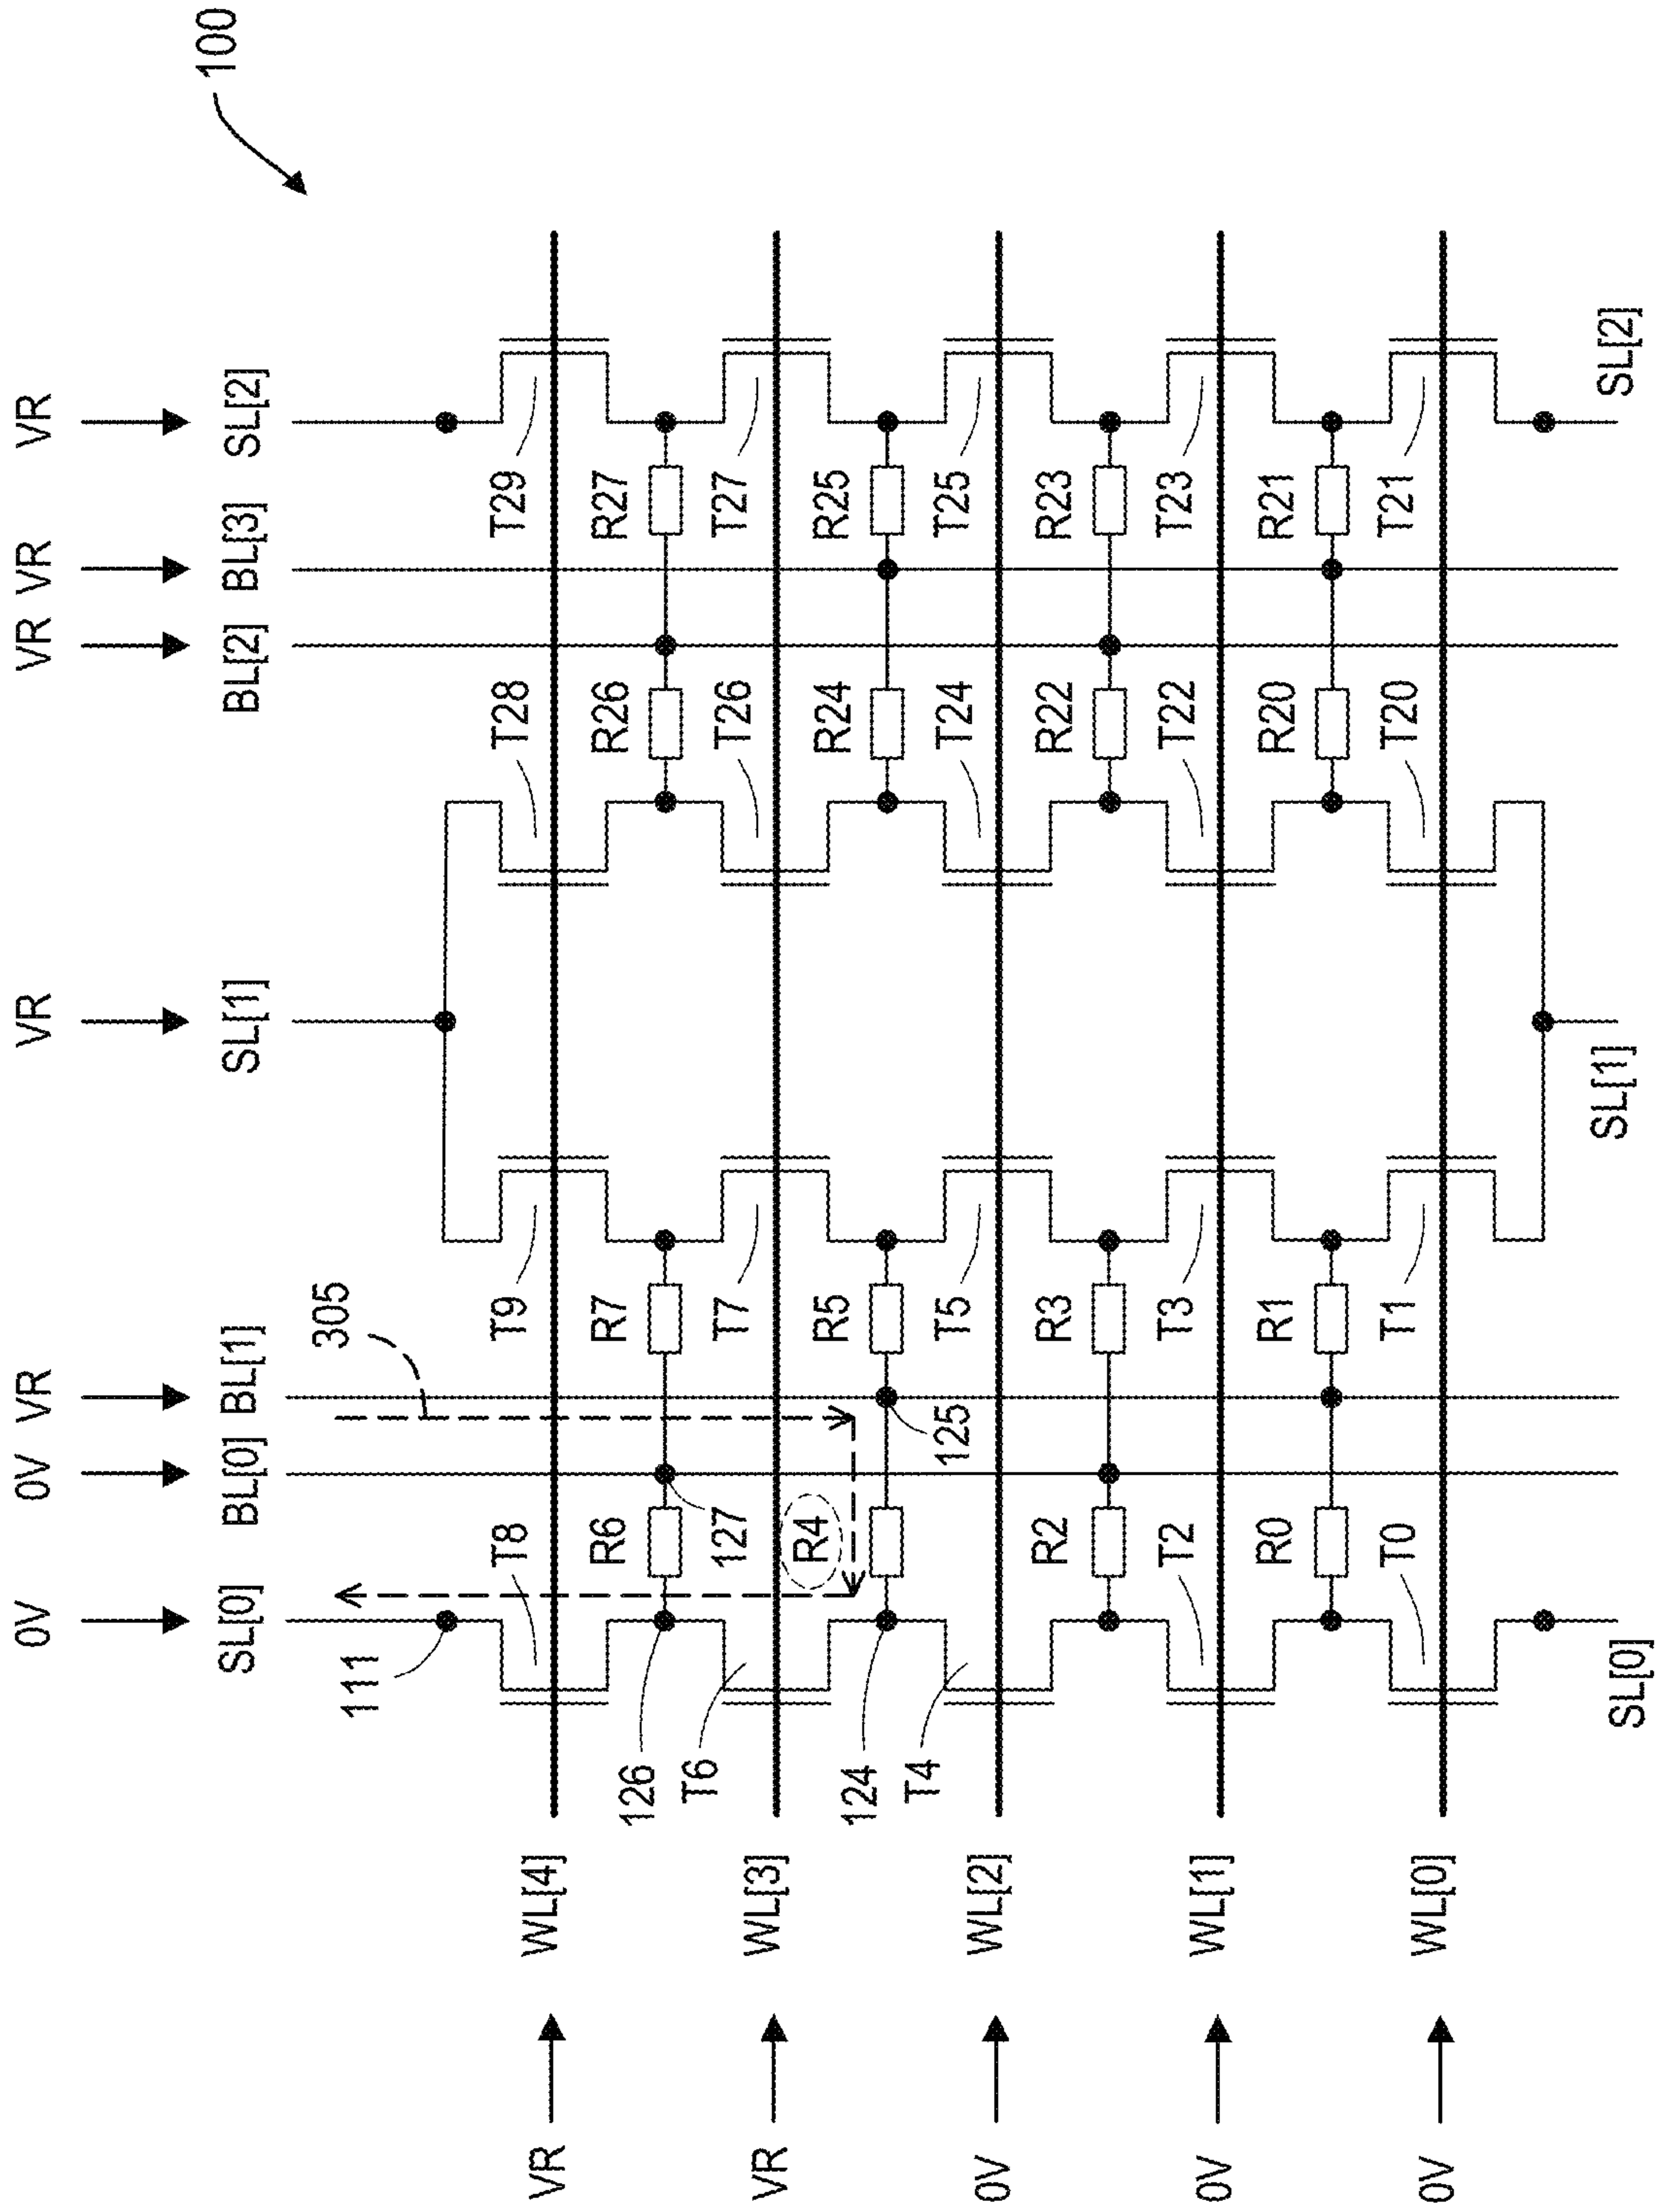 100
0V 0V VR VR VR VR VR
SL[0] BL[0] BL[1] SL[1] BL[2] BL[3] SL[2]
305
111
T8 T9 T28 T29
VR WL[4]
126 R6 R7 R26 R27
127
T6 T7 T26 T27
VR WL[3]
R4 R5 R24 R25
124 125
T4 T5 T24 T25
0V WL[2]
R2 R3 R22 R23
T2 T3 T22 T23
0V WL[1]
R0 R1 R20 R21
T0 T1 T20 T21
0V WL[0]
SL[0] SL[1] SL[2]